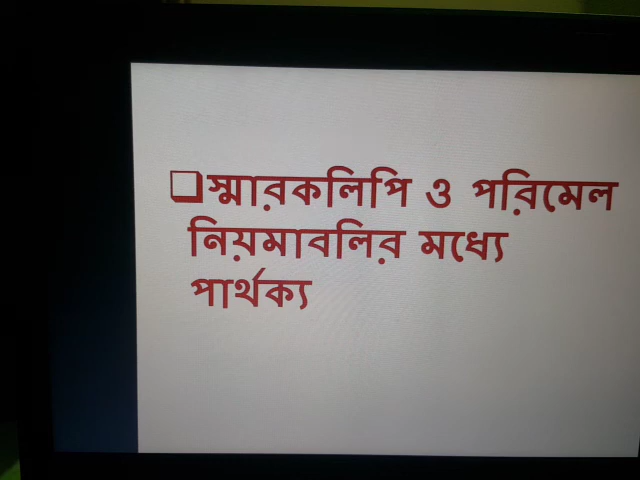 ❑স্মারকলিপি ও পরিমেল
নিয়মাবলির মধ্যে
পার্থক্য